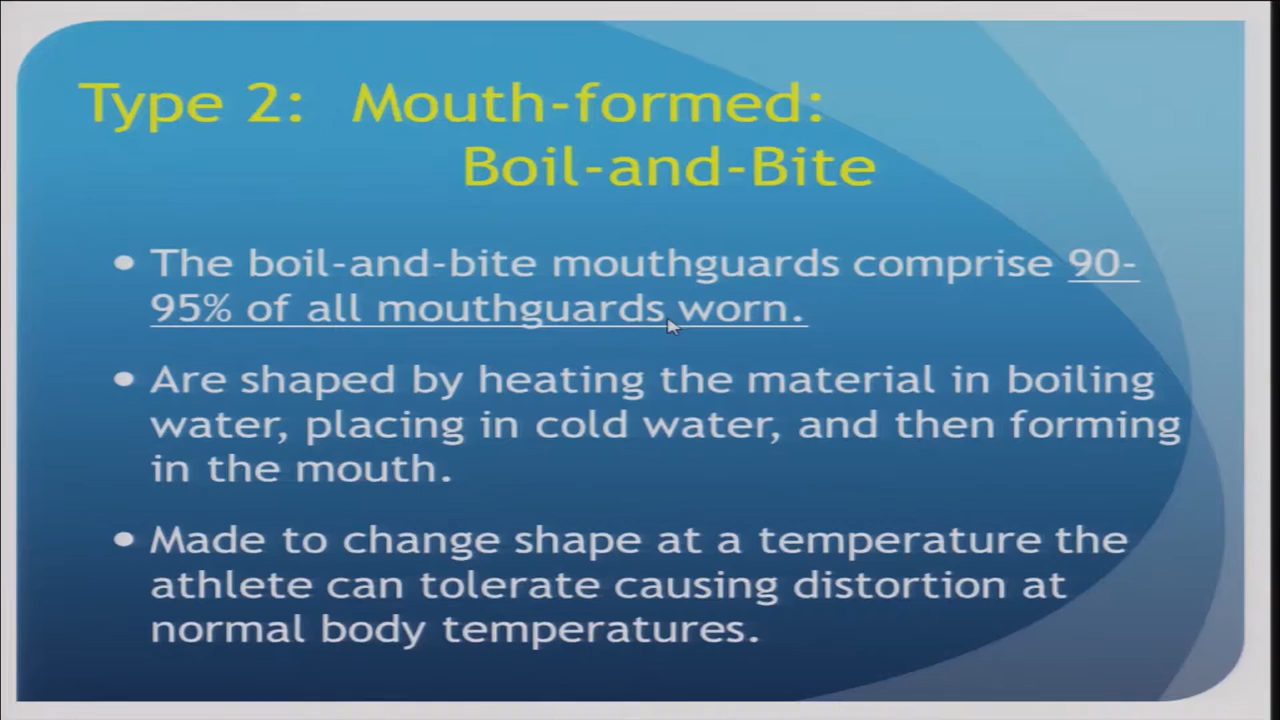 Type 2: Mouth-formed:
Boil-and-Bite
• The boil-and-bite mouthguards comprise 90-
95% of all mouthguards worn.
• Are shaped by heating the material in boiling
water, placing in cold water, and then forming
in the mouth.
• Made to change shape at a temperature the
athlete can tolerate causing distortion at
normal body temperatures.